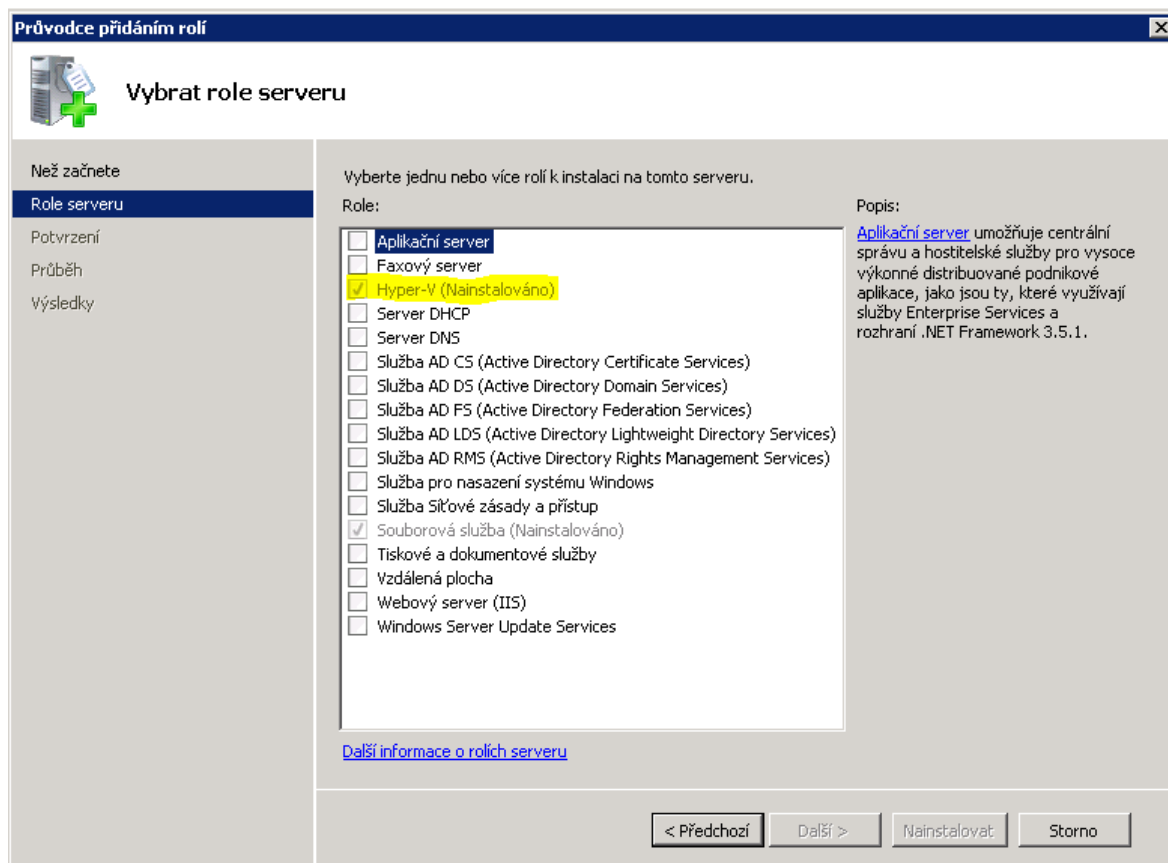 Průvodce přidáním rolí
Vybrat role serveru
Než začnete
Role serveru
Potvrzení
Průběh
Výsledky
Vyberte jednu nebo více rolí k instalaci na tomto serveru.
Role:
Aplikační server
Faxový server
Hyper-V (Nainstalováno)
Server DHCP
Server DNS
Služba AD CS (Active Directory Certificate Services)
Služba AD DS (Active Directory Domain Services)
Služba AD FS (Active Directory Federation Services)
Služba AD LDS (Active Directory Lightweight Directory Services)
Služba AD RMS (Active Directory Rights Management Services)
Služba pro nasazení systému Windows
Služba Síťové zásady a přístup
Souborová služba (Nainstalováno)
Tiskové a dokumentové služby
Vzdálená plocha
Webový server (IIS)
Windows Server Update Services
Další informace o rolích serveru
Popis:
Aplikační server umožňuje centrální
správu a hostitelské služby pro vysoce
výkonné distribuované podnikové
aplikace, jako jsou ty, které využívají
služby Enterprise Services a
rozhraní .NET Framework 3.5.1.
< Předchozí
Další >
Nainstalovat
Storno